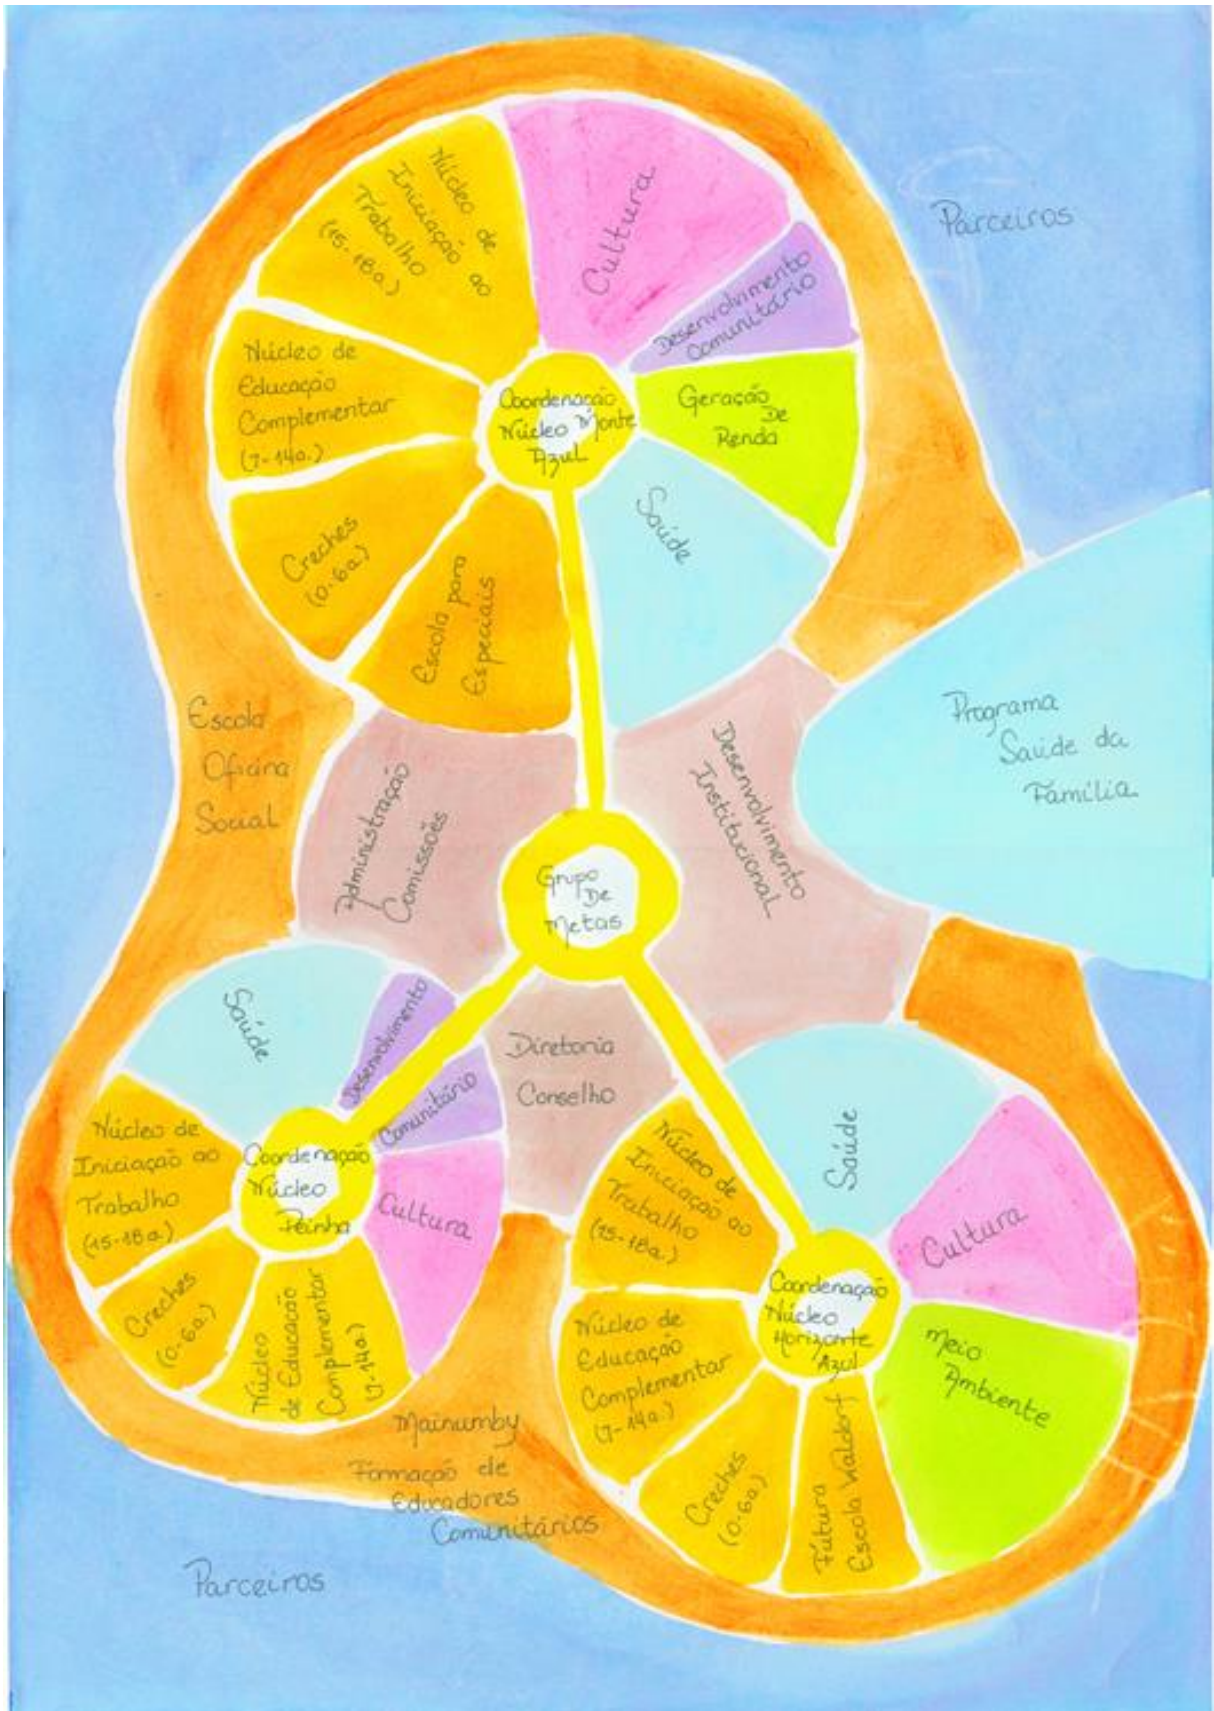 Parceiros
Núcleo de
Iniciação ao
Trabalho
(15-18a.)
Cultura
Desenvolvimento
Comunitário
Núcleo de
Educação
Complementar
(7-14a.)
Coordenação
Núcleo Monte
Azul
Geração
De
Renda
Creches
(0-6a)
Escola para
Especiais
Saúde
Escola
Oficina
Social
Administração
Comissões
Desenvolvimento
Institucional
Programa
Saúde da
Família
Grupo
De
Metas
Saúde
Desenvolvimento
Comunitário
Diretoria
Conselho
Núcleo de
Iniciação ao
Trabalho
(15-18a.)
Coordenação
Núcleo
Peinha
Cultura
Creches
(0-6a.)
Núcleo
de Educação
Complementar
(7-14a.)
Núcleo de
Iniciação ao
Trabalho
(15-18a.)
Saúde
Cultura
Coordenação
Núcleo
Horizonte
Azul
Núcleo de
Educação
Complementar
(7-14a.)
Meio
Ambiente
Creches
(0-6a)
Futura
Escola Waldorf
Mainumby
Formação de
Educadores
Comunitários
Parceiros